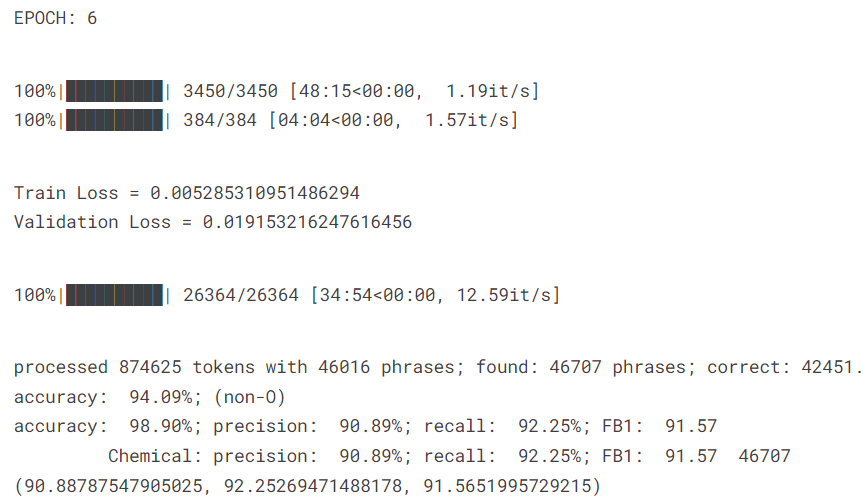 EPOCH: 6
100%|██████████| 3450/3450 [48:15<00:00,  1.19it/s]
100%|██████████| 384/384 [04:04<00:00,  1.57it/s]
Train Loss = 0.005285310951486294
Validation Loss = 0.019153216247616456
100%|██████████| 26364/26364 [34:54<00:00, 12.59it/s]
processed 874625 tokens with 46016 phrases; found: 46707 phrases; correct: 42451.
accuracy:  94.09%; (non-O)
accuracy:  98.90%; precision:  90.89%; recall:  92.25%; FB1:  91.57
         Chemical: precision:  90.89%; recall:  92.25%; FB1:  91.57  46707
(90.88787547905025, 92.25269471488178, 91.5651995729215)